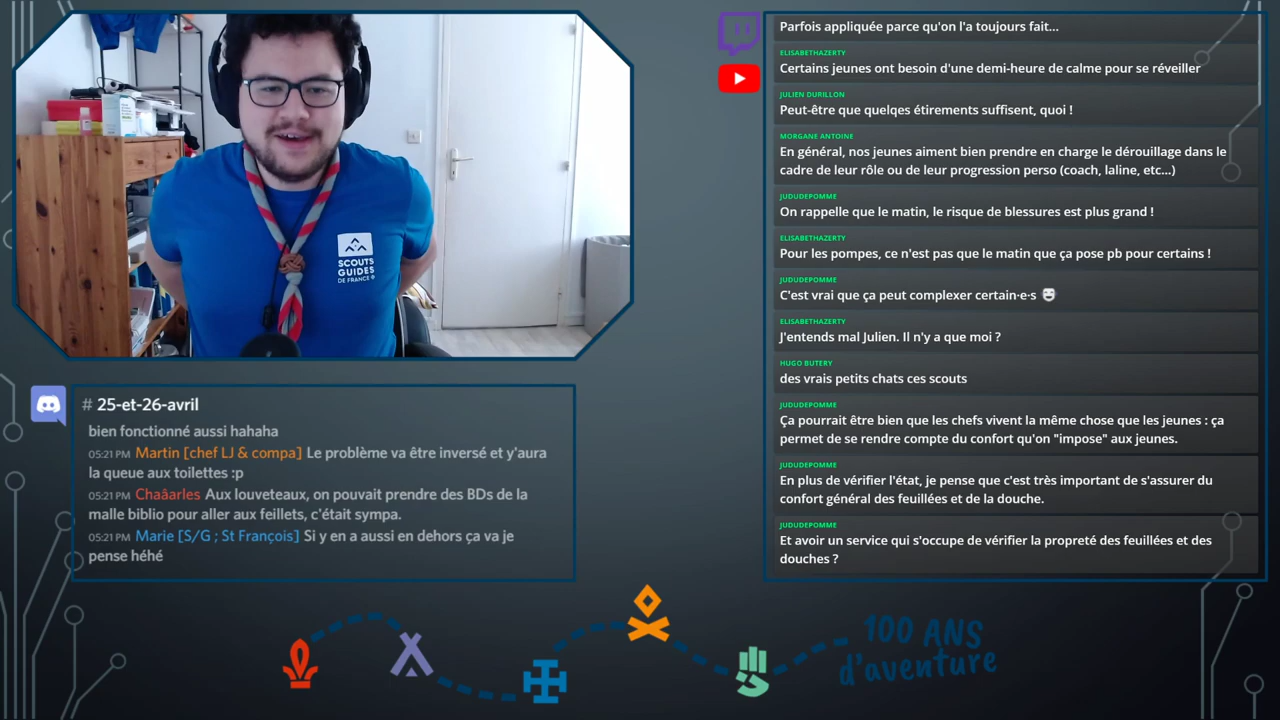 SCOUTS
GUIDES
DE FRANCE
# 25-et-26-avril
bien fonctionné aussi hahaha
05:21 PM Martin [chef LJ & compa] Le problème va être inversé et y'aura
la queue aux toilettes :p
05:21 PM Chaâarles Aux louveteaux, on pouvait prendre des BDs de la
malle biblio pour aller aux feillets, c'était sympa.
05:21 PM Marie [S/G ; St François] Si y en a aussi en dehors ça va je
pense héhé
Parfois appliquée parce qu'on l'a toujours fait...
ELISABETHAZERTY
Certains jeunes ont besoin d'une demi-heure de calme pour se réveiller
JULIEN DURILLON
Peut-être que quelqes étirements suffisent, quoi !
MORGANE ANTOINE
En général, nos jeunes aiment bien prendre en charge le dérouillage dans le
cadre de leur rôle ou de leur progression perso (coach, laline, etc...)
JUDUDEPOMME
On rappelle que le matin, le risque de blessures est plus grand !
ELISABETHAZERTY
Pour les pompes, ce n'est pas que le matin que ça pose pb pour certains !
JUDUDEPOMME
C'est vrai que ça peut complexer certain·e·s
ELISABETHAZERTY
J'entends mal Julien. Il n'y a que moi ?
HUGO BUTERY
des vrais petits chats ces scouts
JUDUDEPOMME
Ça pourrait être bien que les chefs vivent la même chose que les jeunes : ça
permet de se rendre compte du confort qu'on "impose" aux jeunes.
JUDUDEPOMME
En plus de vérifier l'état, je pense que c'est très important de s'assurer du
confort général des feuillées et de la douche.
JUDUDEPOMME
Et avoir un service qui s'occupe de vérifier la propreté des feuillées et des
douches ?
100 ANS
d'aventure